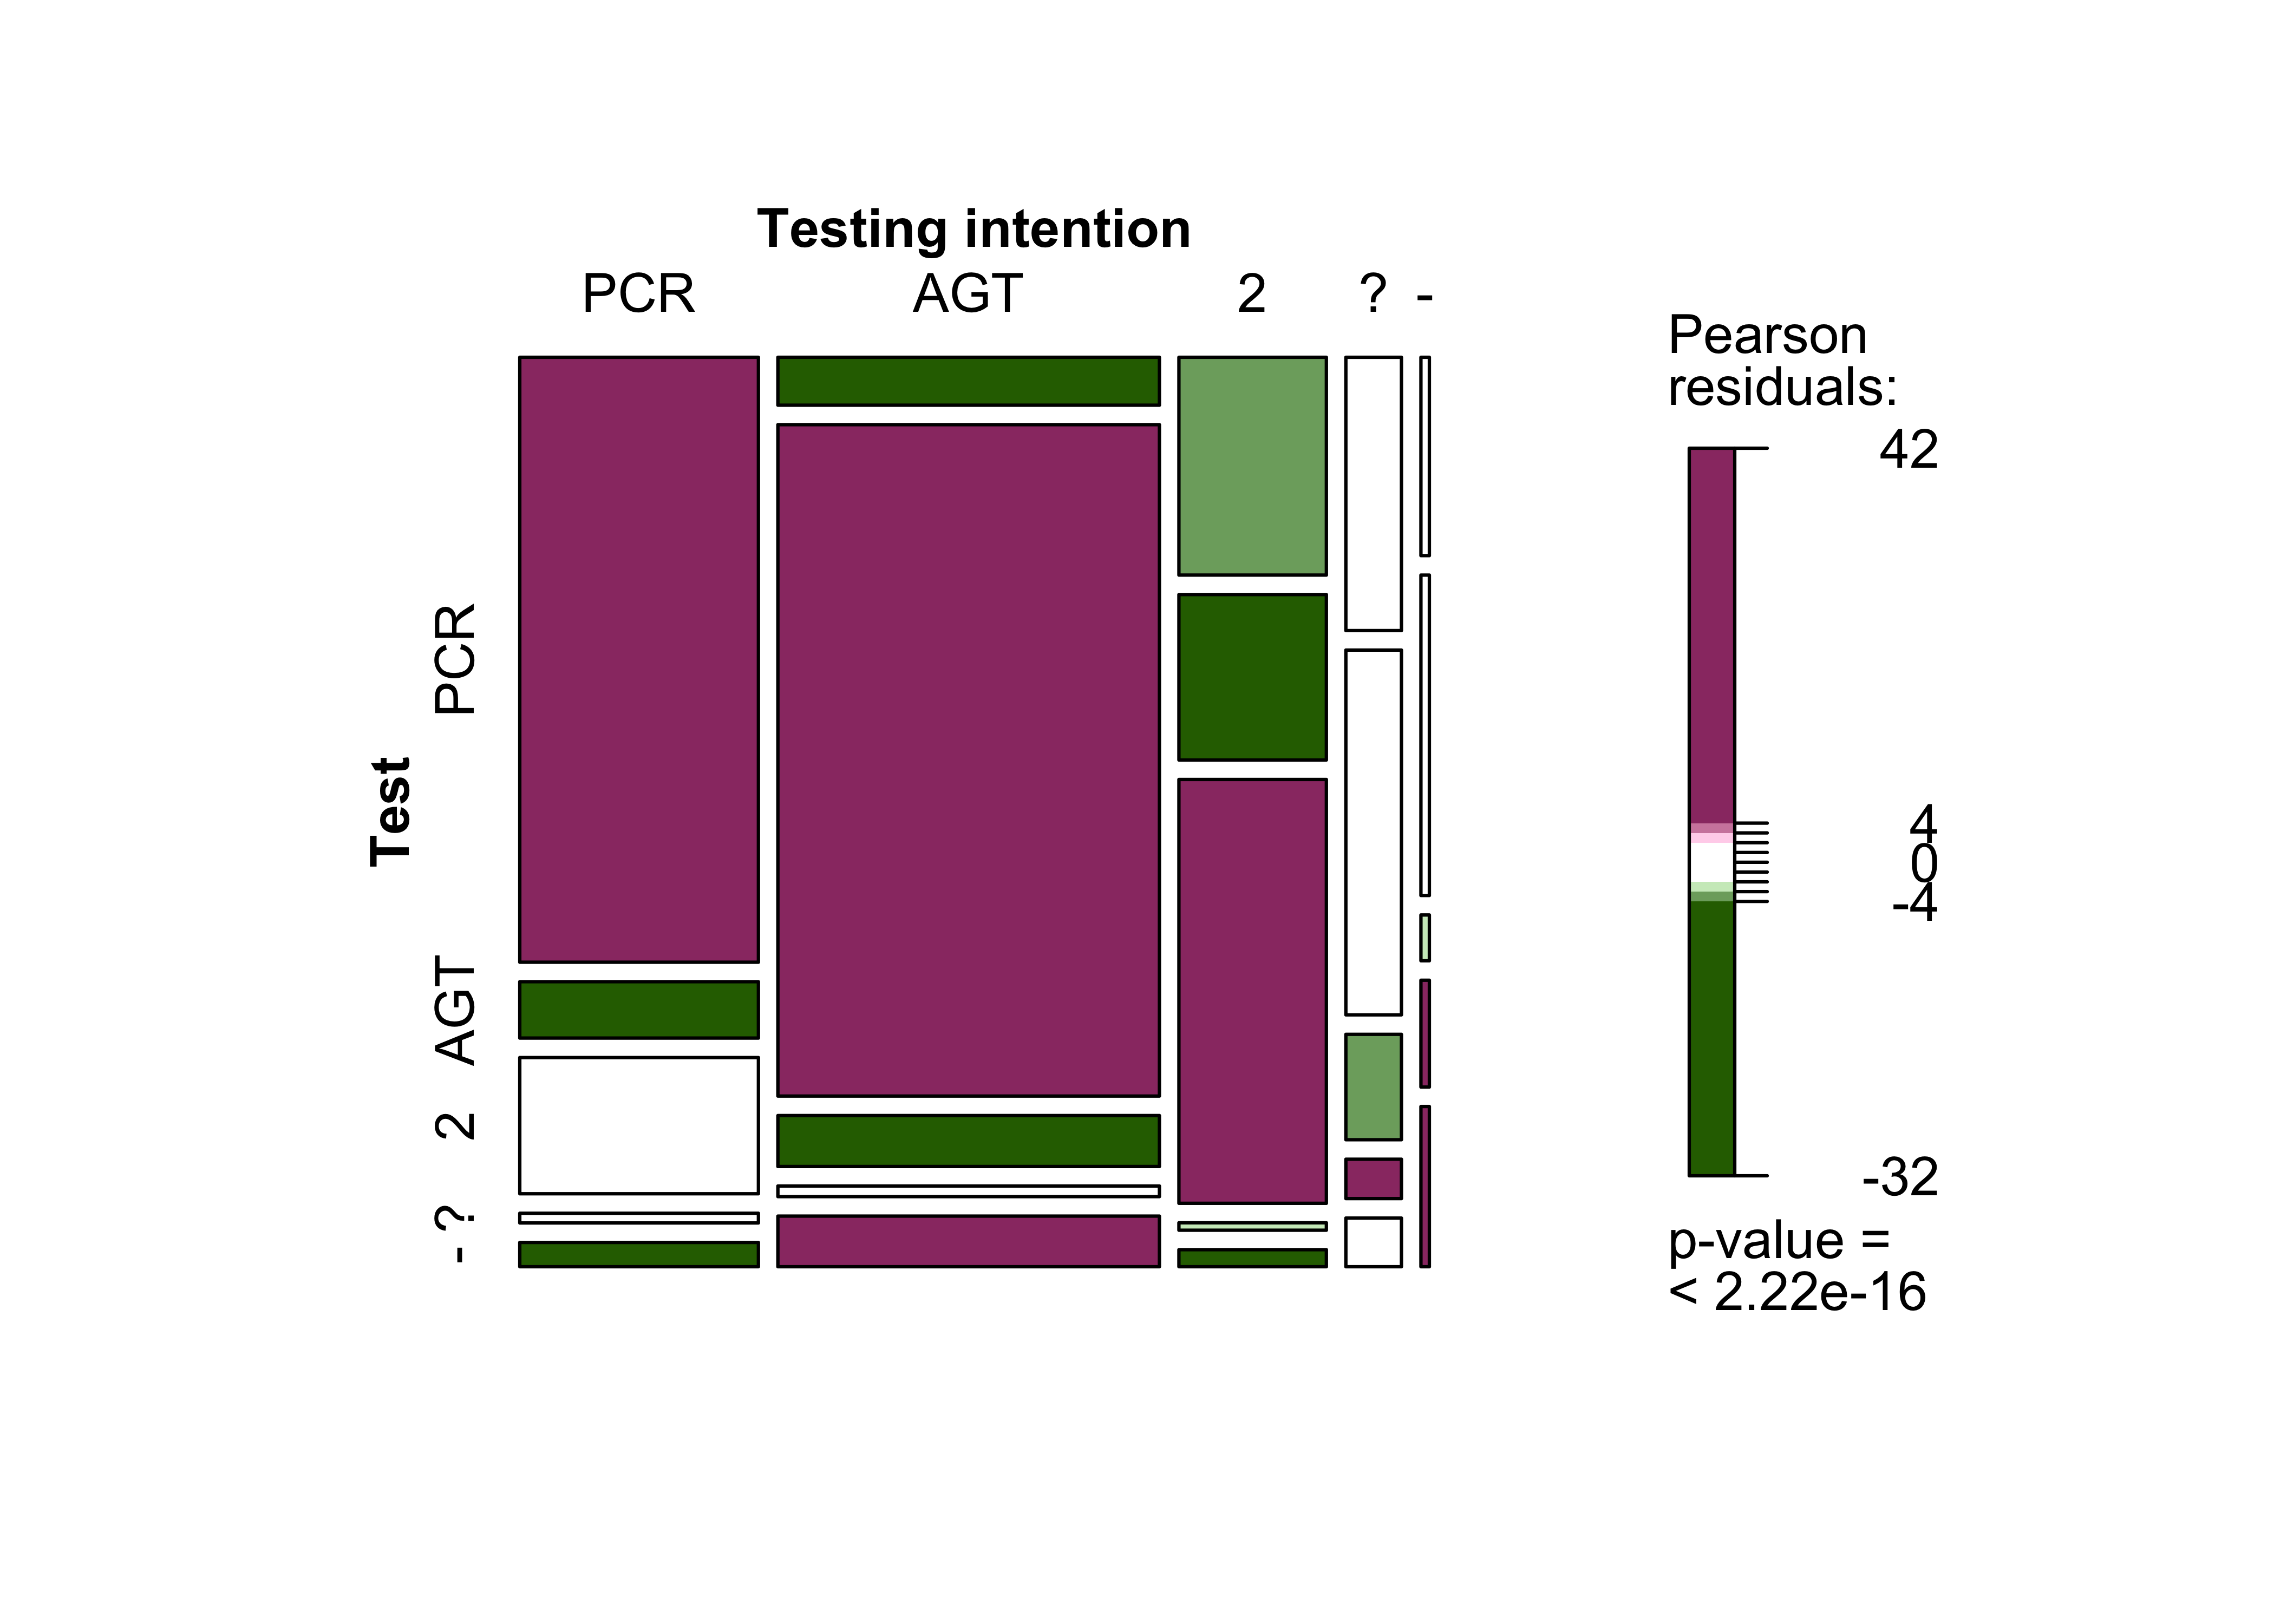 Testing intention
PCR AGT 2 ? -
Test
PCR
AGT
2
?
-
Pearson
residuals:
42
4
0
-4
-32
p-value =
< 2.22e-16